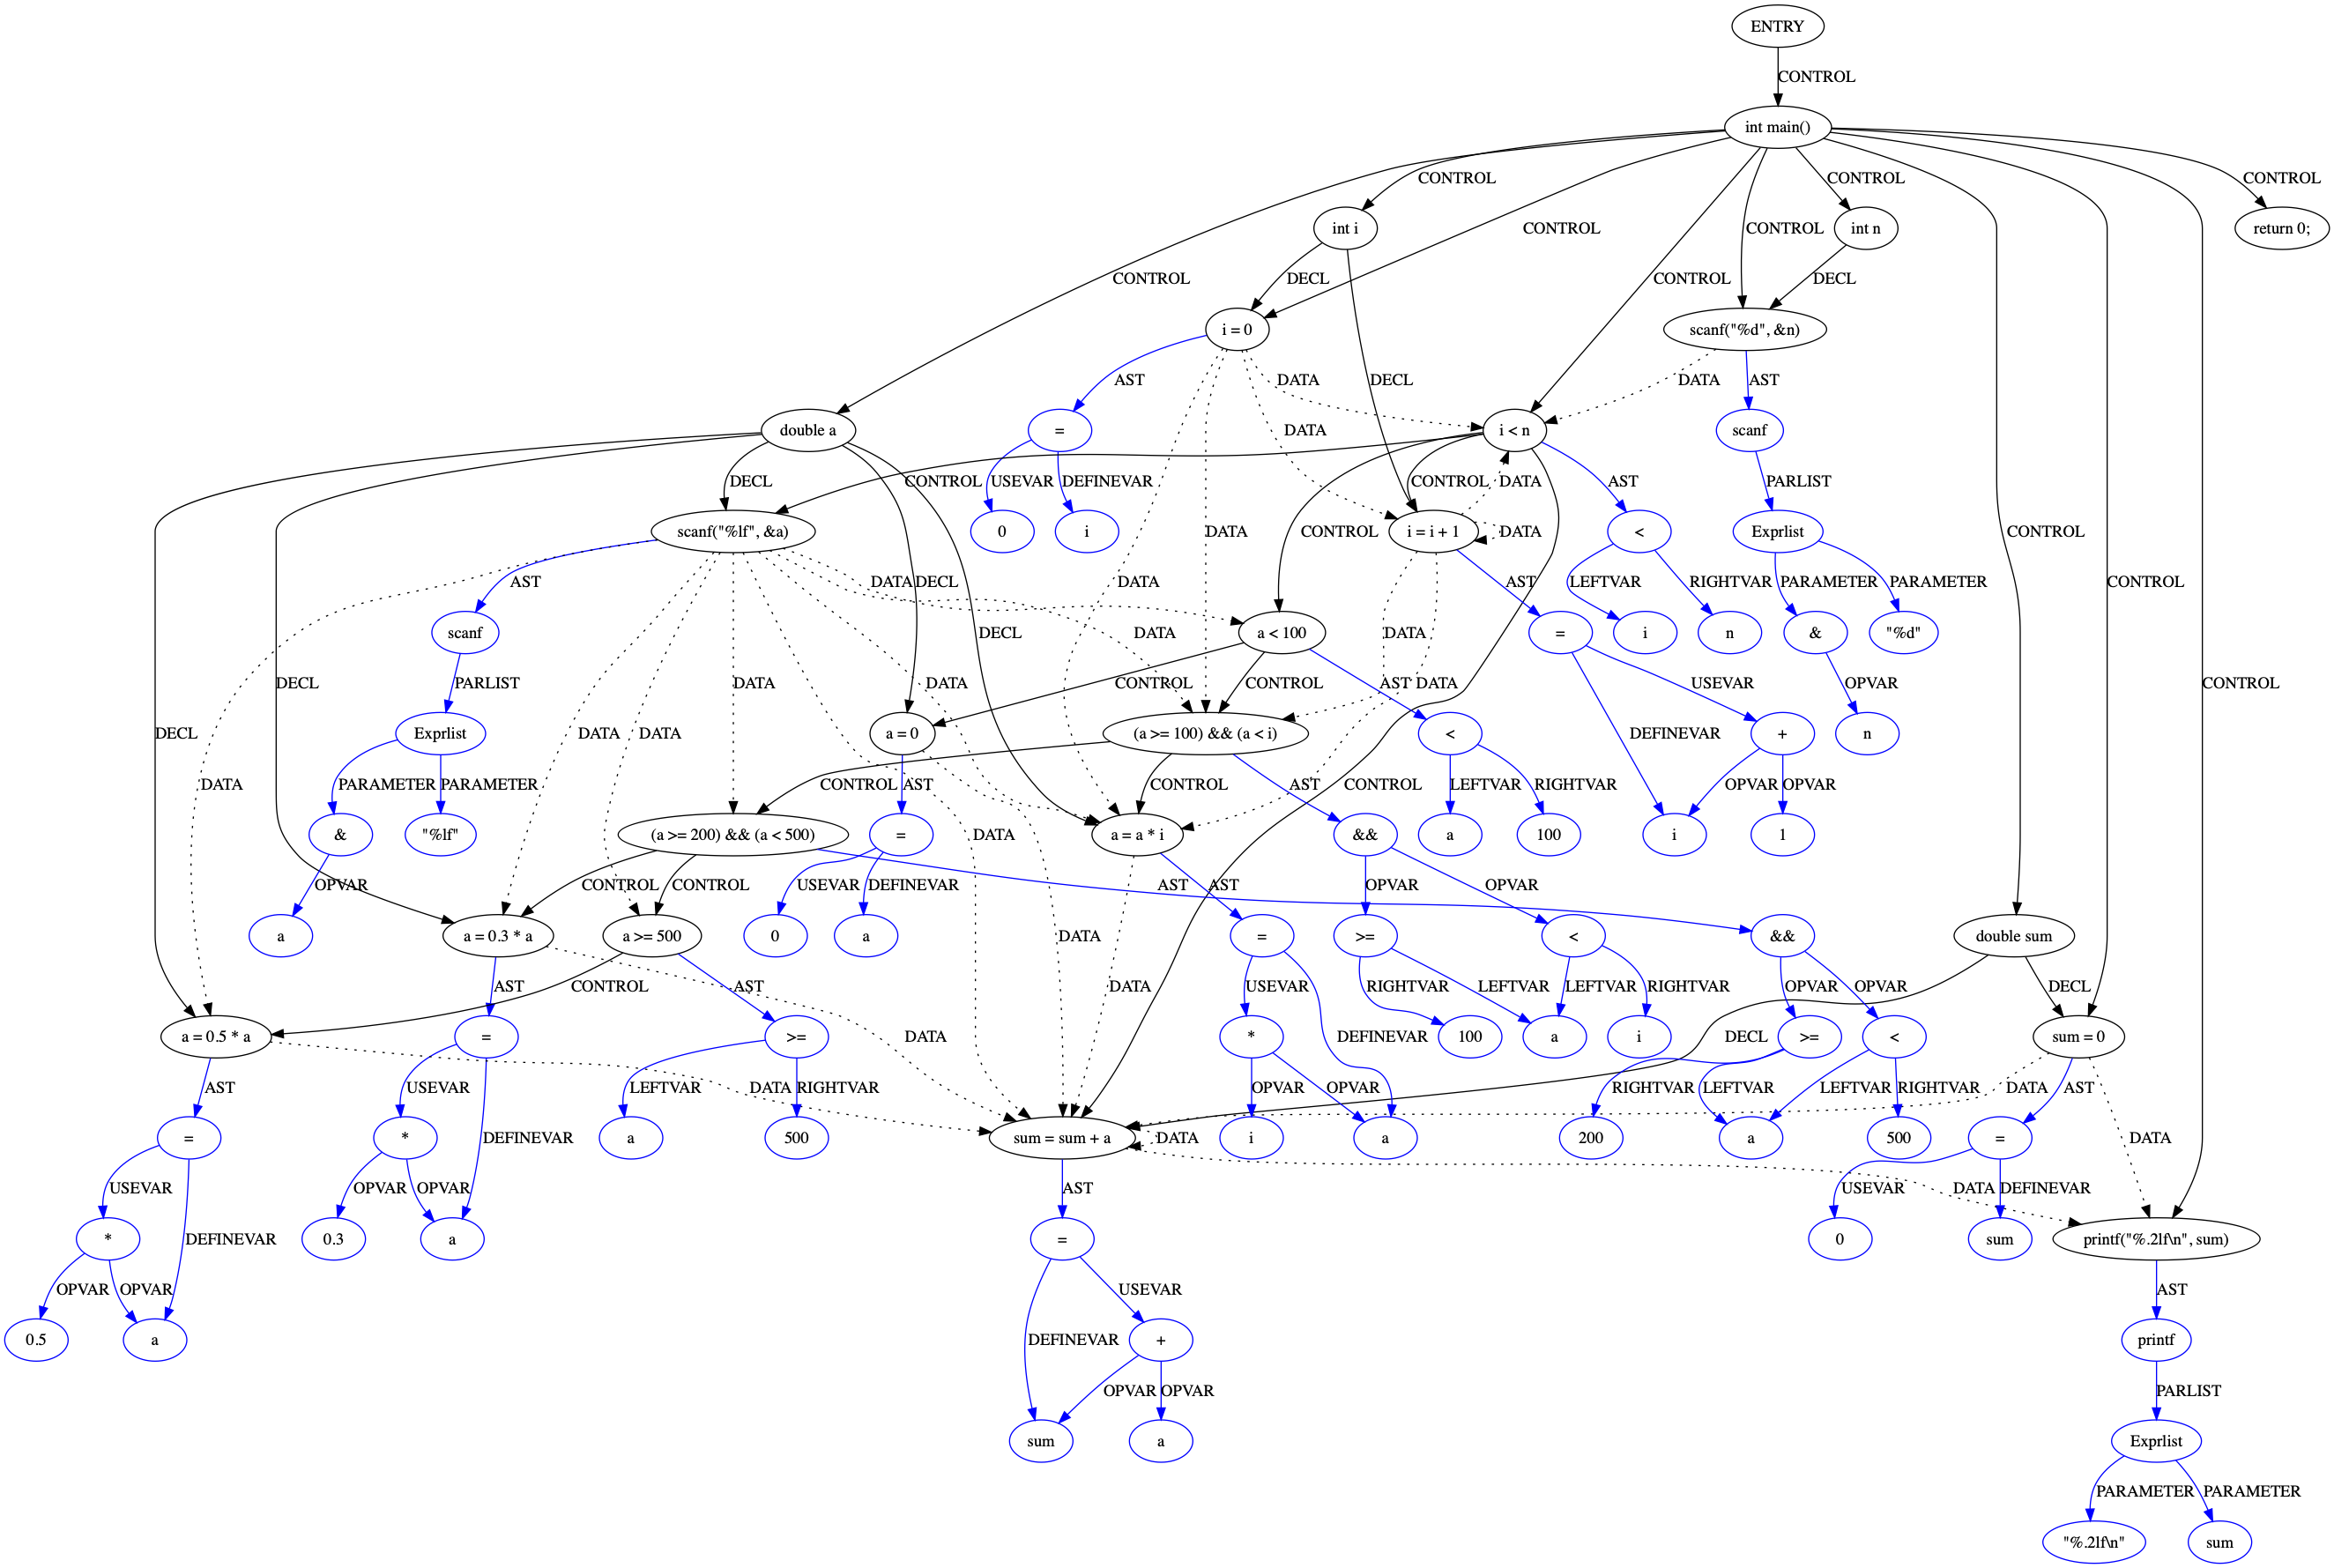 ENTRY
CONTROL
int main()
CONTROL CONTROL CONTROL
int i CONTROL CONTROL int n return 0;
CONTROL DECL CONTROL DECL
i = 0 scanf("%d", &n)
AST DATA DECL DATA AST
double a = DATA i < n scanf
DECL CONTROL USEVAR DEFINEVAR CONTROL DATA AST PARLIST
scanf("%lf", &a) 0 i DATA CONTROL i = i + 1 DATA < Exprlist CONTROL
AST DATA DECL DATA AST LEFTVAR RIGHTVAR PARAMETER PARAMETER CONTROL
scanf DATA DECL a < 100 DATA = i n & "%d"
DECL PARLIST DATA DATA CONTROL CONTROL AST DATA USEVAR OPVAR CONTROL
Exprlist a = 0 (a >= 100) && (a < i) < DEFINEVAR + n
DECL DATA DATA
DATA PARAMETER PARAMETER CONTROL AST CONTROL AST CONTROL LEFTVAR RIGHTVAR OPVAR OPVAR
& "%lf" (a >= 200) && (a < 500) = a = a * i && a 100 i 1
OPVAR CONTROL CONTROL USEVAR DEFINEVAR DATA AST OPVAR OPVAR AST
a a = 0.3 * a a >= 500 0 a DATA = >= < && double sum
AST CONTROL AST DATA USEVAR RIGHTVAR LEFTVAR LEFTVAR RIGHTVAR OPVAR OPVAR DECL
a = 0.5 * a = >= DATA * DEFINEVAR 100 a i DECL >= < sum = 0
AST USEVAR LEFTVAR DATA RIGHTVAR OPVAR OPVAR RIGHTVAR LEFTVAR LEFTVAR RIGHTVAR DATA AST
= * DEFINEVAR a 500 sum = sum + a DATA i a 200 a 500 = DATA
USEVAR OPVAR OPVAR AST DATA USEVAR DEFINEVAR
* DEFINEVAR 0.3 a = 0 sum printf("%.2lf\n", sum)
OPVAR OPVAR USEVAR AST
0.5 a DEFINEVAR + printf
OPVAR OPVAR PARLIST
sum a Exprlist
PARAMETER PARAMETER
"%.2lf\n" sum